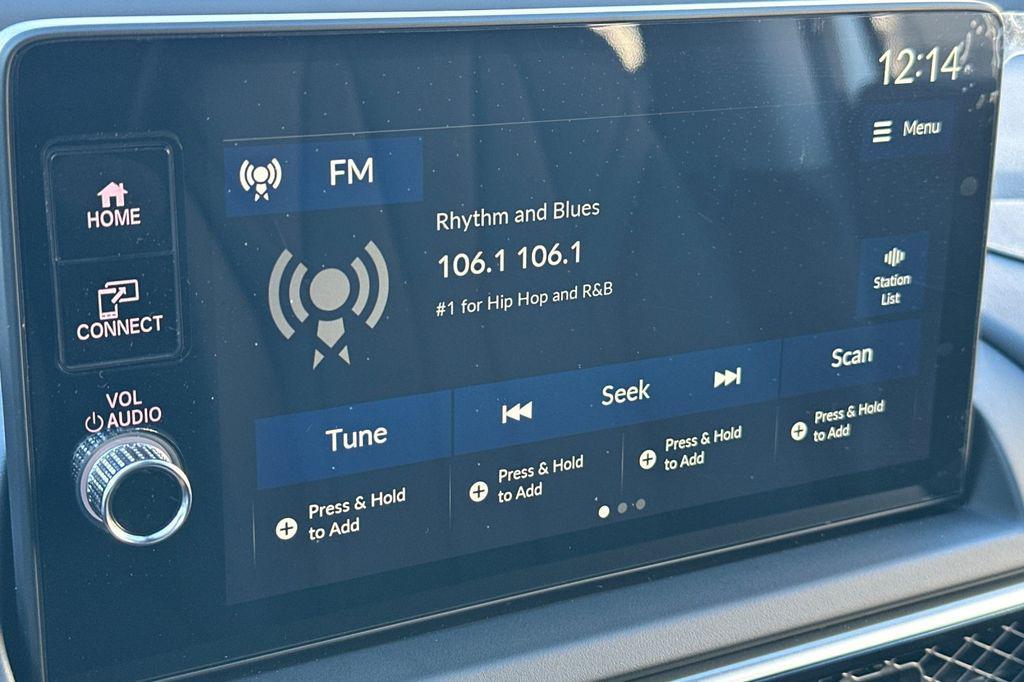 12:14
Menu
HOME
FM
Rhythm and Blues
106.1 106.1
#1 for Hip Hop and R&B
Station
List
CONNECT
VOL
AUDIO
Tune
Seek
Scan
Press & Hold
to Add
Press & Hold
to Add
Press & Hold
to Add
Press & Hold
to Add